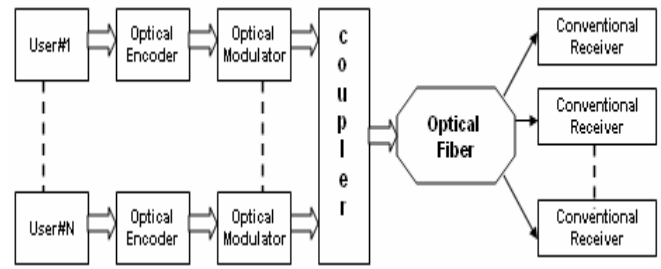 User#1
Optical
Encoder
Optical
Modulator
coupler
Optical
Fiber
Conventional
Receiver
Conventional
Receiver
User#N
Optical
Encoder
Optical
Modulator
Conventional
Receiver